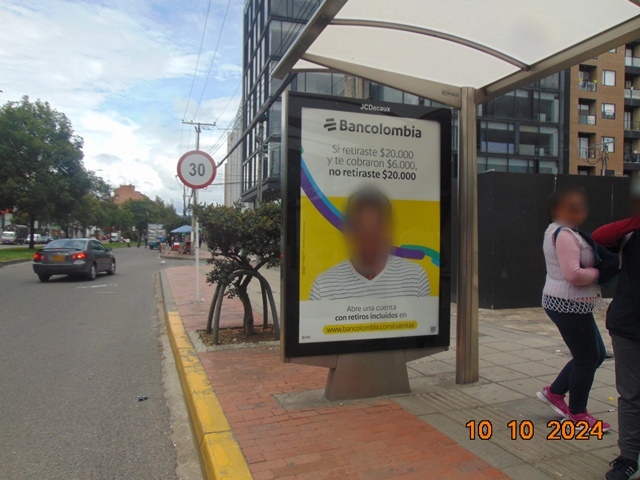 JCDecaux
Bancolombia
Si retiraste $20.000
y te cobraron $6.000,
no retiraste $20.000
30
Abre una cuenta
con retiros incluidos en
www.bancolombia.com/cuentas
10 10 2024